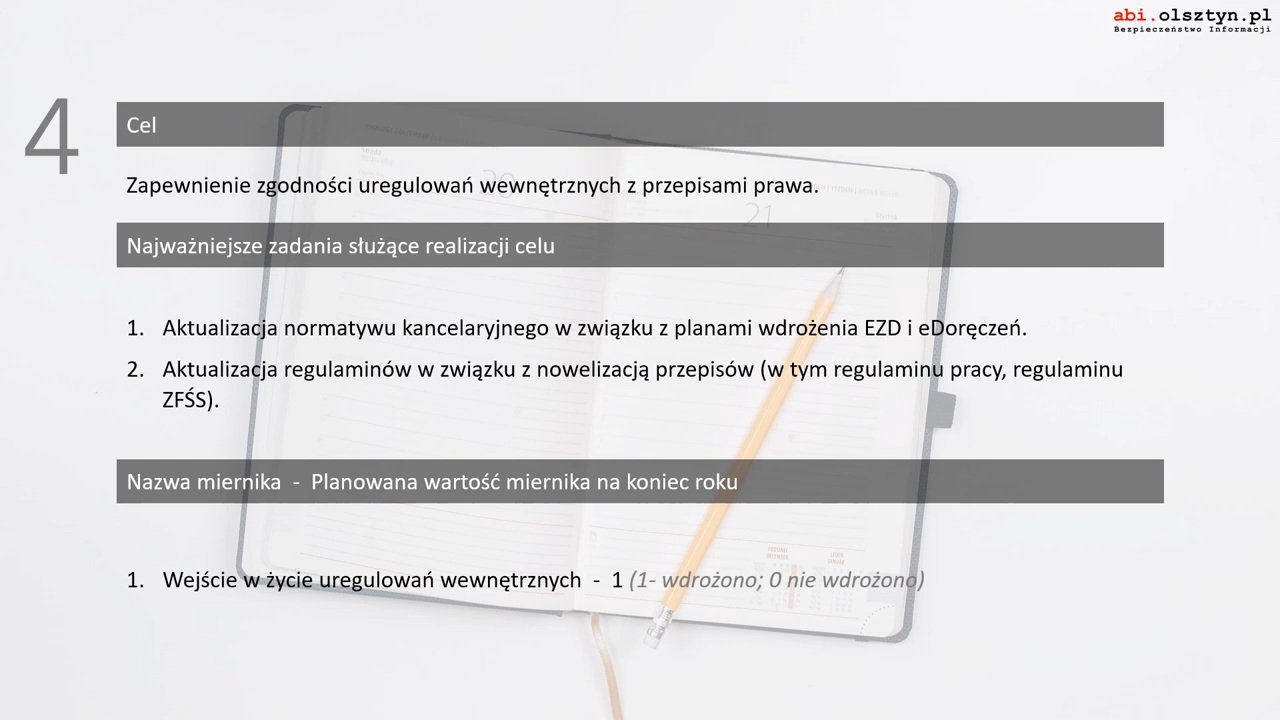 abi.olsztyn.pl
Bezpieczeństwo Informacji
4
Cel
Zapewnienie zgodności uregulowań wewnętrznych z przepisami prawa.
20
21
Najważniejsze zadania służące realizacji celu
1. Aktualizacja normatywu kancelaryjnego w związku z planami wdrożenia EZD i eDoręczeń.
2. Aktualizacja regulaminów w związku z nowelizacją przepisów (w tym regulaminu pracy, regulaminu
ZFŚS).
Nazwa miernika - Planowana wartość miernika na koniec roku
1. Wejście w życie uregulowań wewnętrznych - 1 (1- wdrożono; 0 nie wdrożono)